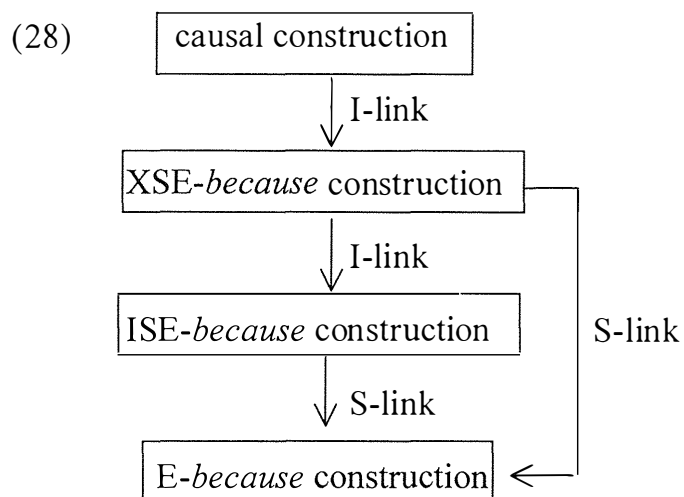 (28) causal construction
I-link
XSE-because construction
I-link
ISE-because construction
S-link
S-link
E-because construction